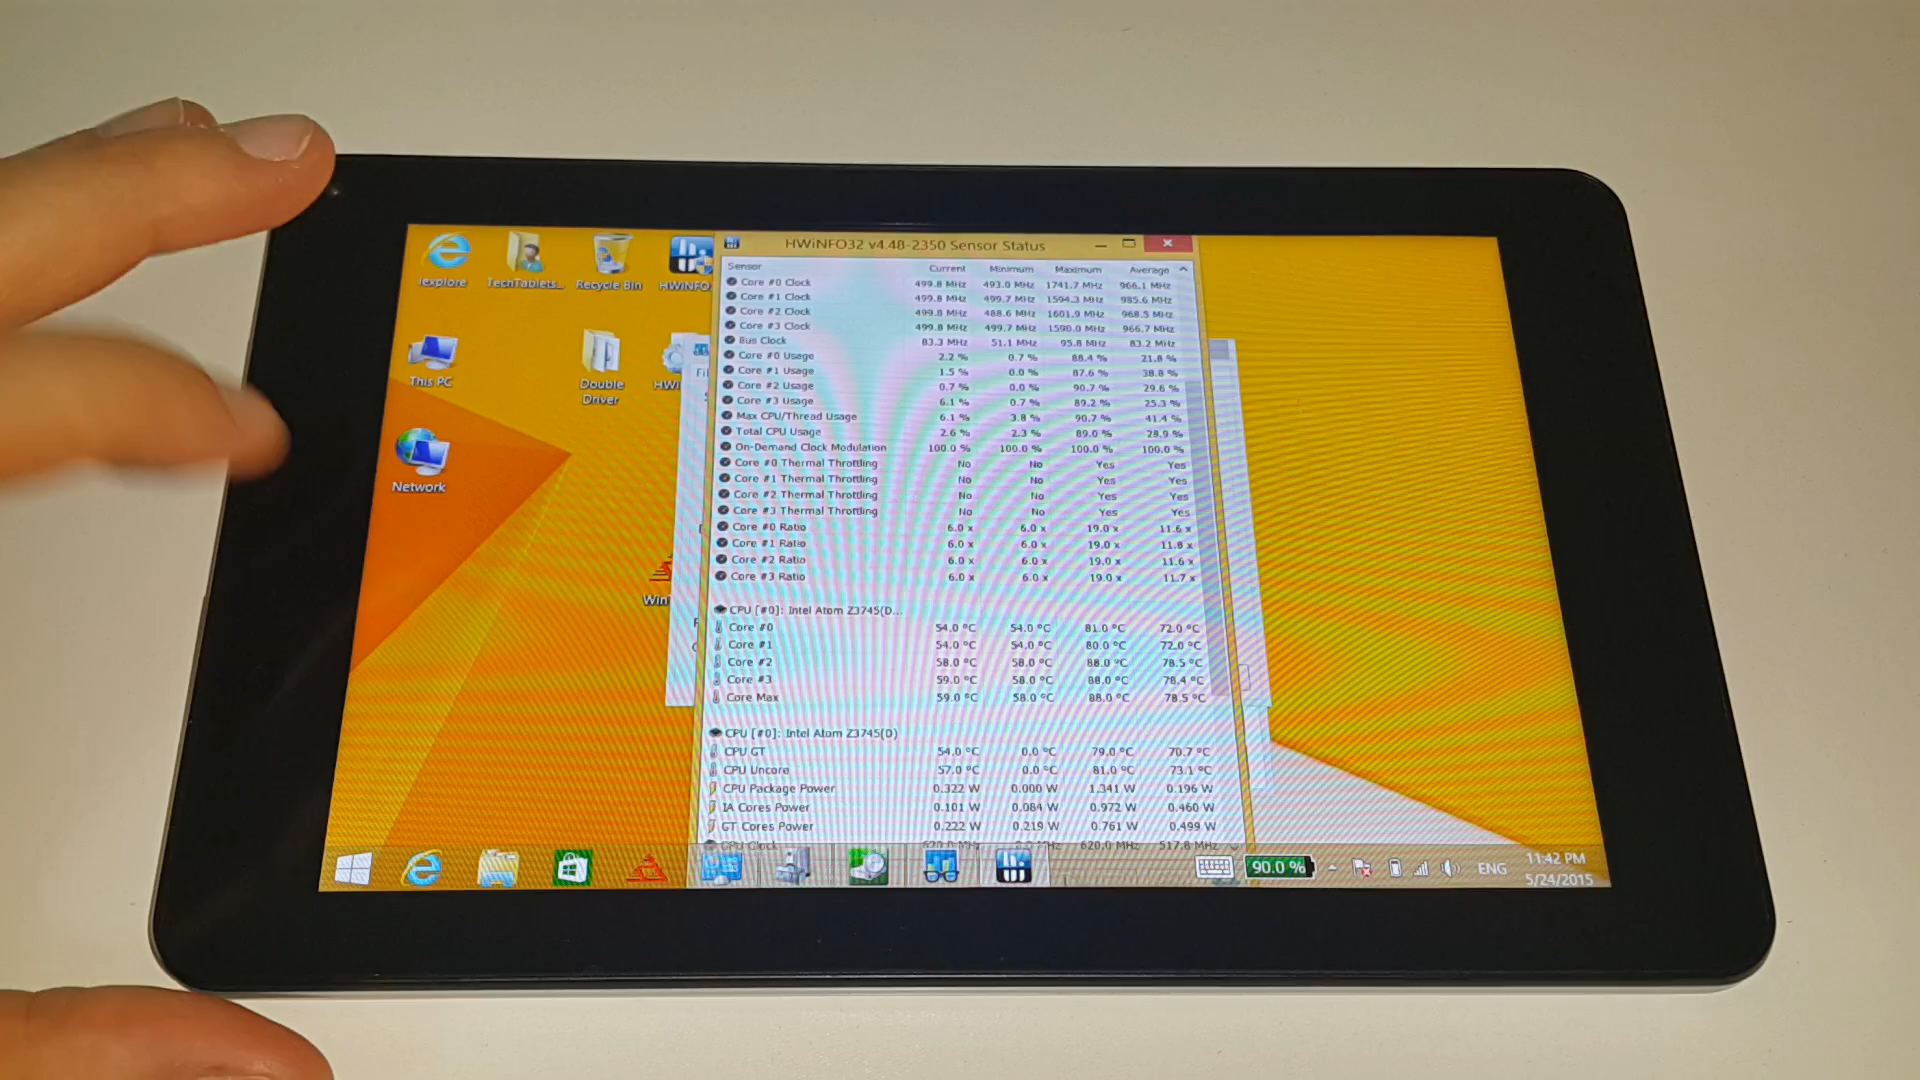 HWiNFO32 v4.48-2350 Sensor Status
iexplore
TechTablets...
Recycle Bin
HWiNFO
This PC
Double
Driver
HWi
Network
Win
Sensor Current Minimum Maximum Average
Core #0 Clock 499.8 MHz 493.0 MHz 1741.7 MHz 966.1 MHz
Core #1 Clock 499.8 MHz 499.7 MHz 1594.3 MHz 985.6 MHz
Core #2 Clock 499.8 MHz 488.6 MHz 1601.9 MHz 968.5 MHz
Core #3 Clock 499.8 MHz 499.7 MHz 1590.0 MHz 966.7 MHz
Bus Clock 83.3 MHz 51.1 MHz 95.8 MHz 83.2 MHz
Core #0 Usage 2.2 % 0.7 % 88.4 % 21.8 %
Core #1 Usage 1.5 % 0.0 % 87.6 % 38.8 %
Core #2 Usage 0.7 % 0.0 % 90.7 % 29.6 %
Core #3 Usage 6.1 % 0.7 % 89.2 % 25.3 %
Max CPU/Thread Usage 6.1 % 3.8 % 90.7 % 41.4 %
Total CPU Usage 2.6 % 2.3 % 89.0 % 28.9 %
On-Demand Clock Modulation 100.0 % 100.0 % 100.0 % 100.0 %
Core #0 Thermal Throttling No No Yes Yes
Core #1 Thermal Throttling No No Yes Yes
Core #2 Thermal Throttling No No Yes Yes
Core #3 Thermal Throttling No No Yes Yes
Core #0 Ratio 6.0 x 6.0 x 19.0 x 11.6 x
Core #1 Ratio 6.0 x 6.0 x 19.0 x 11.8 x
Core #2 Ratio 6.0 x 6.0 x 19.0 x 11.6 x
Core #3 Ratio 6.0 x 6.0 x 19.0 x 11.7 x
CPU [#0]: Intel Atom Z3745(D...
Core #0 54.0 °C 54.0 °C 81.0 °C 72.0 °C
Core #1 54.0 °C 54.0 °C 80.0 °C 72.0 °C
Core #2 58.0 °C 58.0 °C 88.0 °C 78.5 °C
Core #3 59.0 °C 58.0 °C 88.0 °C 78.4 °C
Core Max 59.0 °C 58.0 °C 88.0 °C 78.5 °C
CPU [#0]: Intel Atom Z3745(D)
CPU GT 54.0 °C 0.0 °C 79.0 °C 70.7 °C
CPU Uncore 57.0 °C 0.0 °C 81.0 °C 73.1 °C
CPU Package Power 0.322 W 0.000 W 1.341 W 0.196 W
IA Cores Power 0.101 W 0.084 W 0.972 W 0.460 W
GT Cores Power 0.222 W 0.219 W 0.761 W 0.499 W
GPU Clock 620.0 MHz 0.0 MHz 620.0 MHz 517.8 MHz
90.0 %
ENG
11:42 PM
5/24/2015